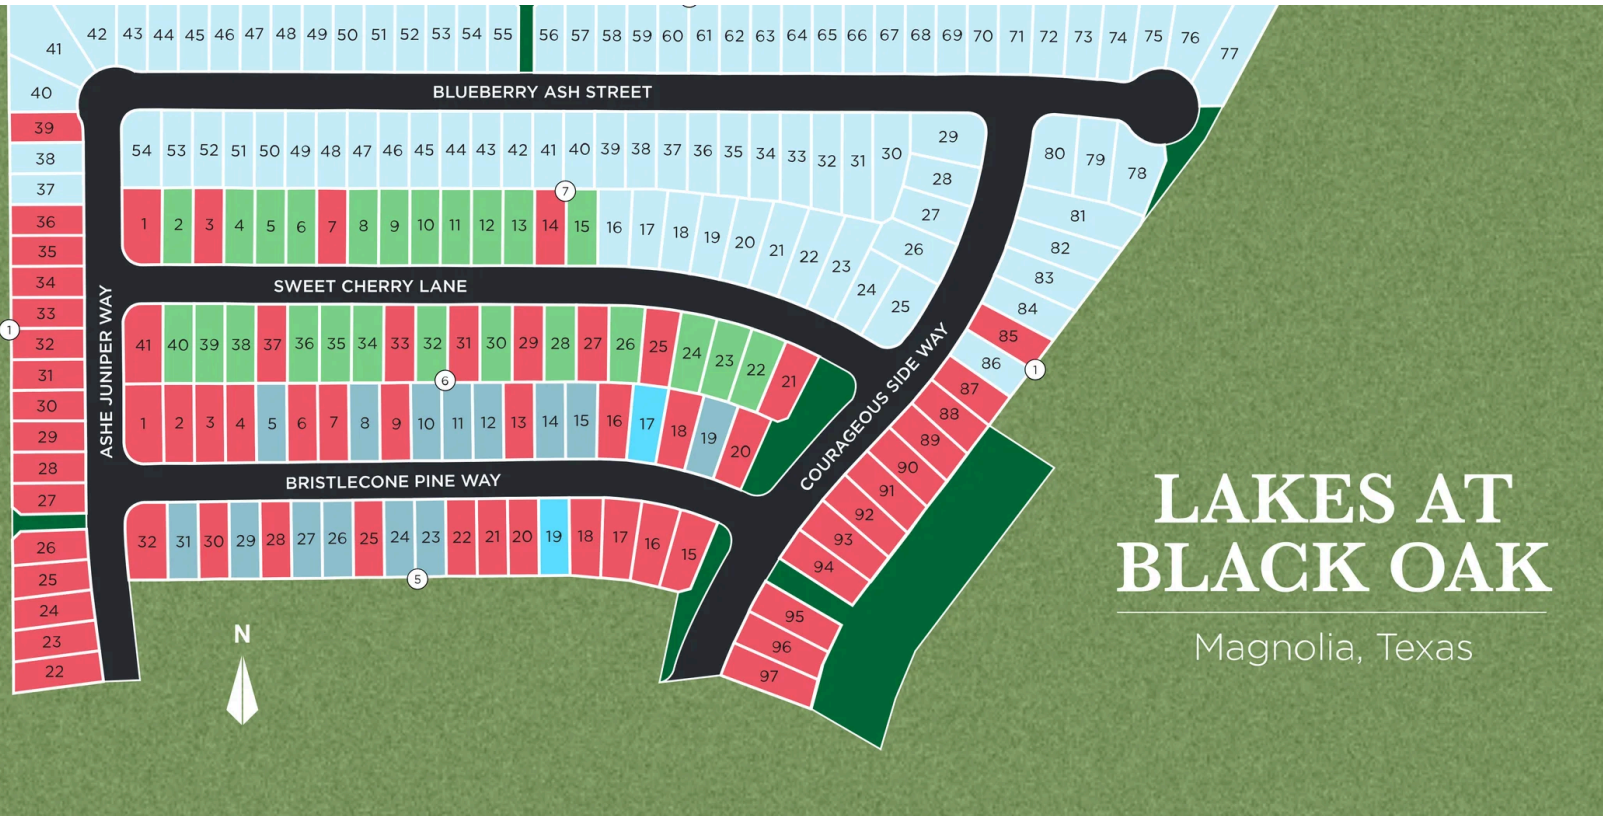 41 42 43 44 45 46 47 48 49 50 51 52 53 54 55 56 57 58 59 60 61 62 63 64 65 66 67 68 69 70 71 72 73 74 75 76 77
40
BLUEBERRY ASH STREET
39
38
37
36
35
34
33
32
31
30
29
28
27
26
25
24
23
22
1
ASHE JUNIPER WAY
54 53 52 51 50 49 48 47 46 45 44 43 42 41 40 39 38 37 36 35 34 33 32 31 30
29
28
27
26
25
7
1 2 3 4 5 6 7 8 9 10 11 12 13 14 15 16 17 18 19 20 21 22 23 24
SWEET CHERRY LANE
41 40 39 38 37 36 35 34 33 32 31 30 29 28 27 26 25 24 23 22 21
6
1 2 3 4 5 6 7 8 9 10 11 12 13 14 15 16 17 18 19 20
BRISTLECONE PINE WAY
32 31 30 29 28 27 26 25 24 23 22 21 20 19 18 17 16 15
5
COURAGEOUS SIDE WAY
80 79 78
81
82
83
84
85
86
1
87
88
89
90
91
92
93
94
95
96
97
N
LAKES AT
BLACK OAK
Magnolia, Texas